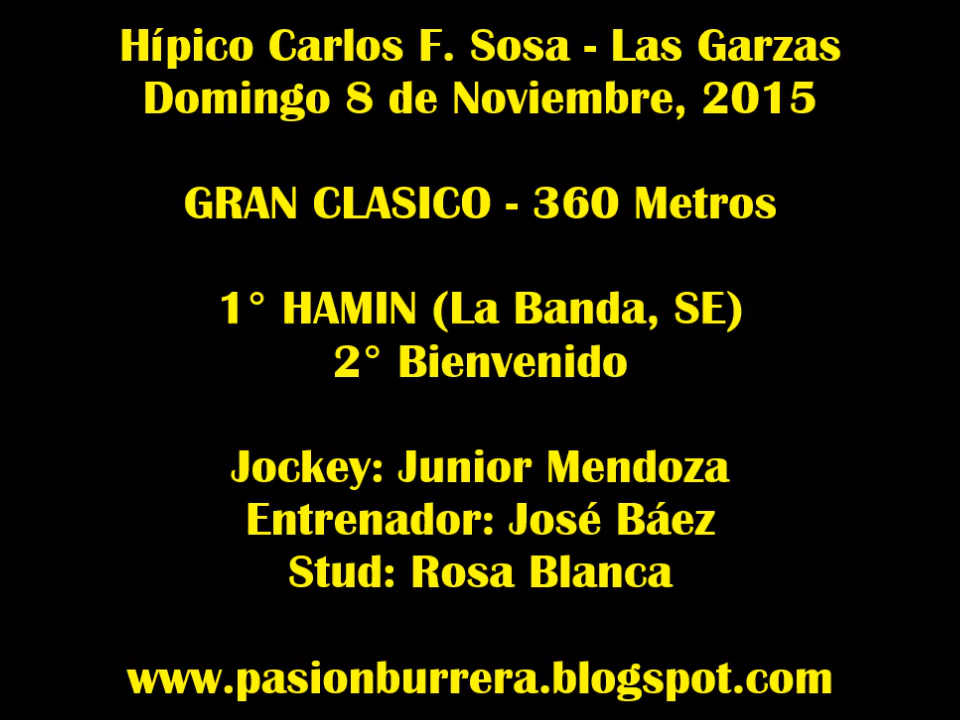 Hípico Carlos F. Sosa - Las Garzas
Domingo 8 de Noviembre, 2015
GRAN CLASICO - 360 Metros
1° HAMIN (La Banda, SE)
2° Bienvenido
Jockey: Junior Mendoza
Entrenador: José Báez
Stud: Rosa Blanca
www.pasionburrera.blogspot.com